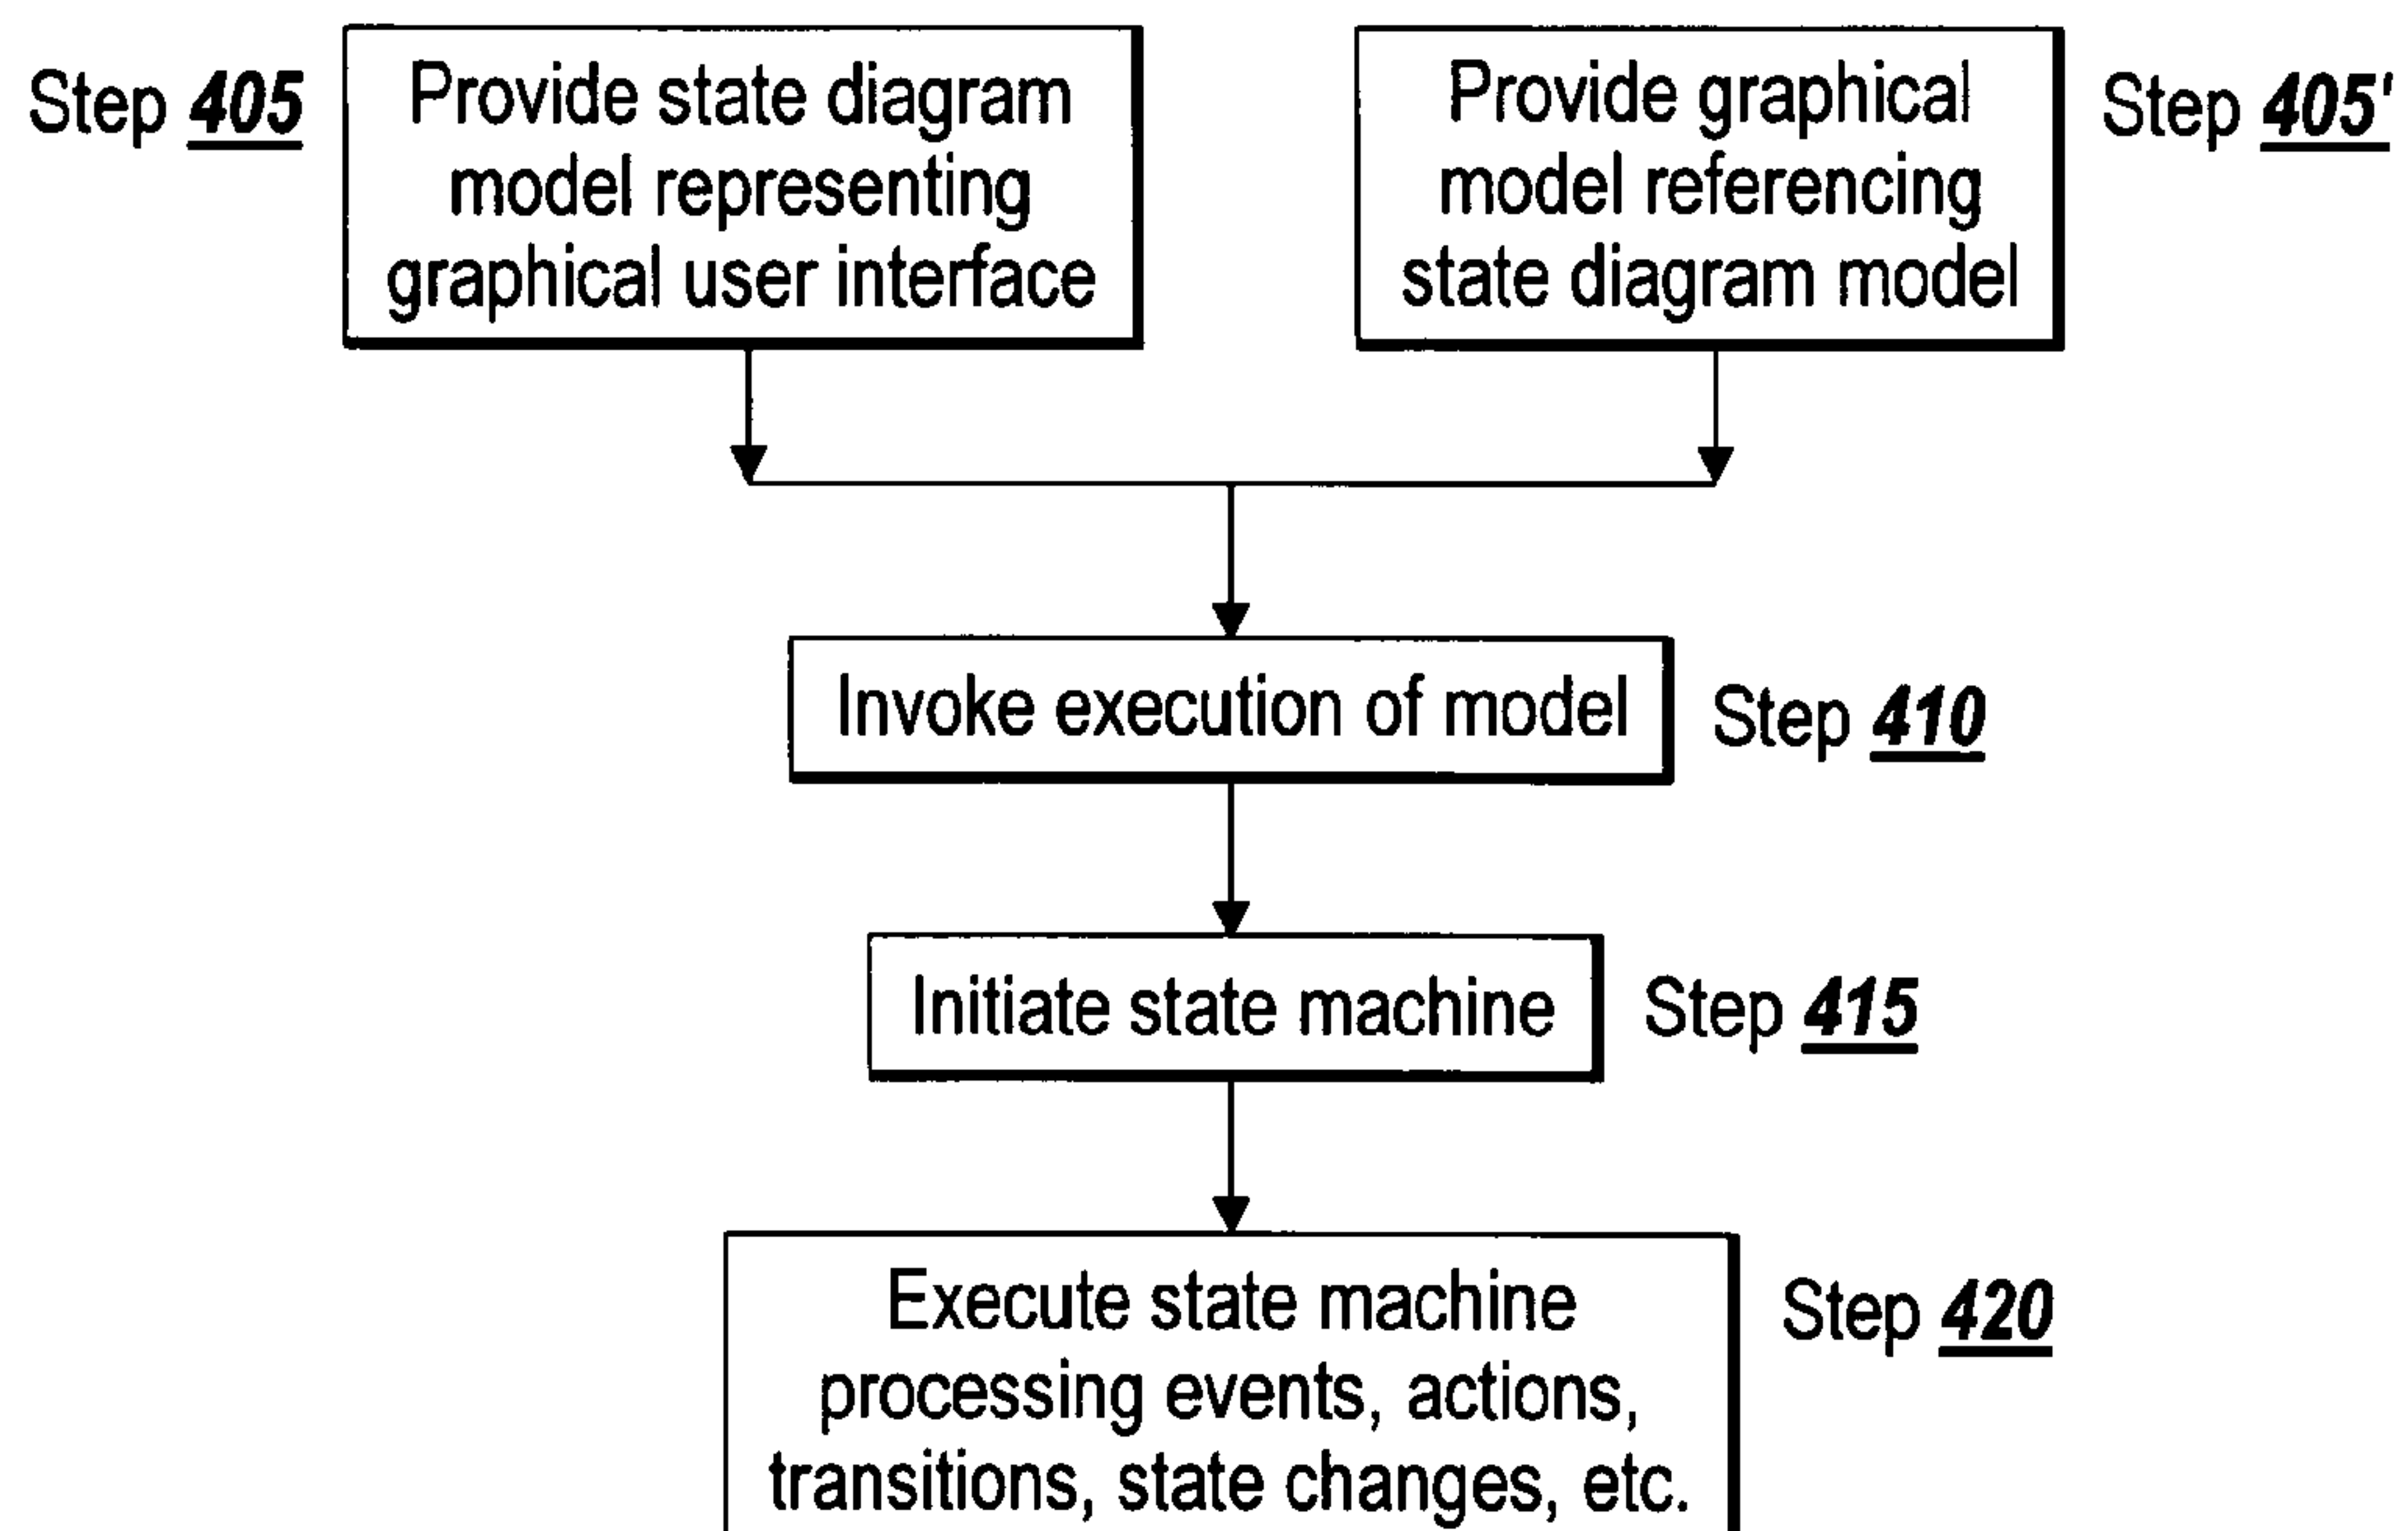 Step 405
Provide state diagram
model representing
graphical user interface
Provide graphical
model referencing
state diagram model
Step 405'
Invoke execution of model
Step 410
Initiate state machine
Step 415
Execute state machine
processing events, actions,
transitions, state changes, etc.
Step 420